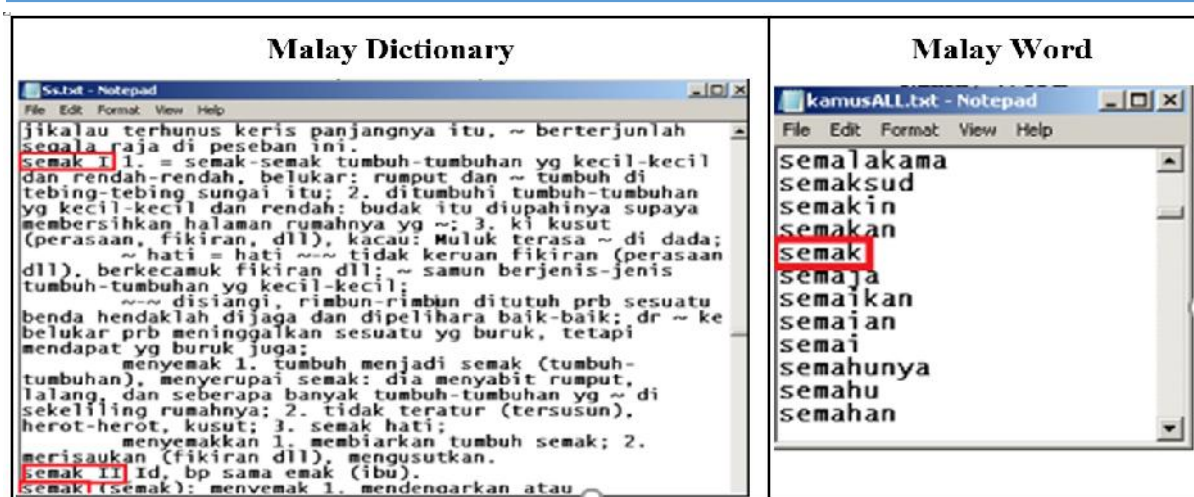 Malay Dictionary
Ss.txt - Notepad
File Edit Format View Help
jikalau terhunus keris panjangnya itu, ~ berterjunlah
segala raja di peseban ini.
semak I 1. = semak-semak tumbuh-tumbuhan yg kecil-kecil
dan rendah-rendah, belukar: rumput dan ~ tumbuh di
tebing-tebing sungai itu; 2. ditumbuhi tumbuh-tumbuhan
yg kecil-kecil dan rendah: budak itu diupahinya supaya
membersihkan halaman rumahnya yg ~; 3. ki kusut
(perasaan, fikiran, dll), kacau: Muluk terasa ~ di dada;
~ hati = hati ~-~ tidak keruan fikiran (perasaan
dll), berkecamuk fikiran dll; ~ samun berjenis-jenis
tumbuh-tumbuhan yg kecil-kecil;
~-~ disiangi, rimbun-rimbun ditutuh prb sesuatu
benda hendaklah dijaga dan dipelihara baik-baik; dr ~ ke
belukar prb meninggalkan sesuatu yg buruk, tetapi
mendapat yg buruk juga;
menyemak 1. tumbuh menjadi semak (tumbuh-
tumbuhan), menyerupai semak: dia menyabit rumput,
lalang, dan seberapa banyak tumbuh-tumbuhan yg ~ di
sekeliling rumahnya; 2. tidak teratur (tersusun),
herot-herot, kusut; 3. semak hati;
menyemakkan 1. membiarkan tumbuh semak; 2.
merisaukan (fikiran dll), mengusutkan.
semak II Id, bp sama emak (ibu).
semak (semak): menyemak 1. mendengarkan atau
Malay Word
kamusALL.txt - Notepad
File Edit Format View Help
semalakama
semaksud
semakin
semakan
semak
semaja
semaikan
semaian
semai
semahunya
semahu
semahan